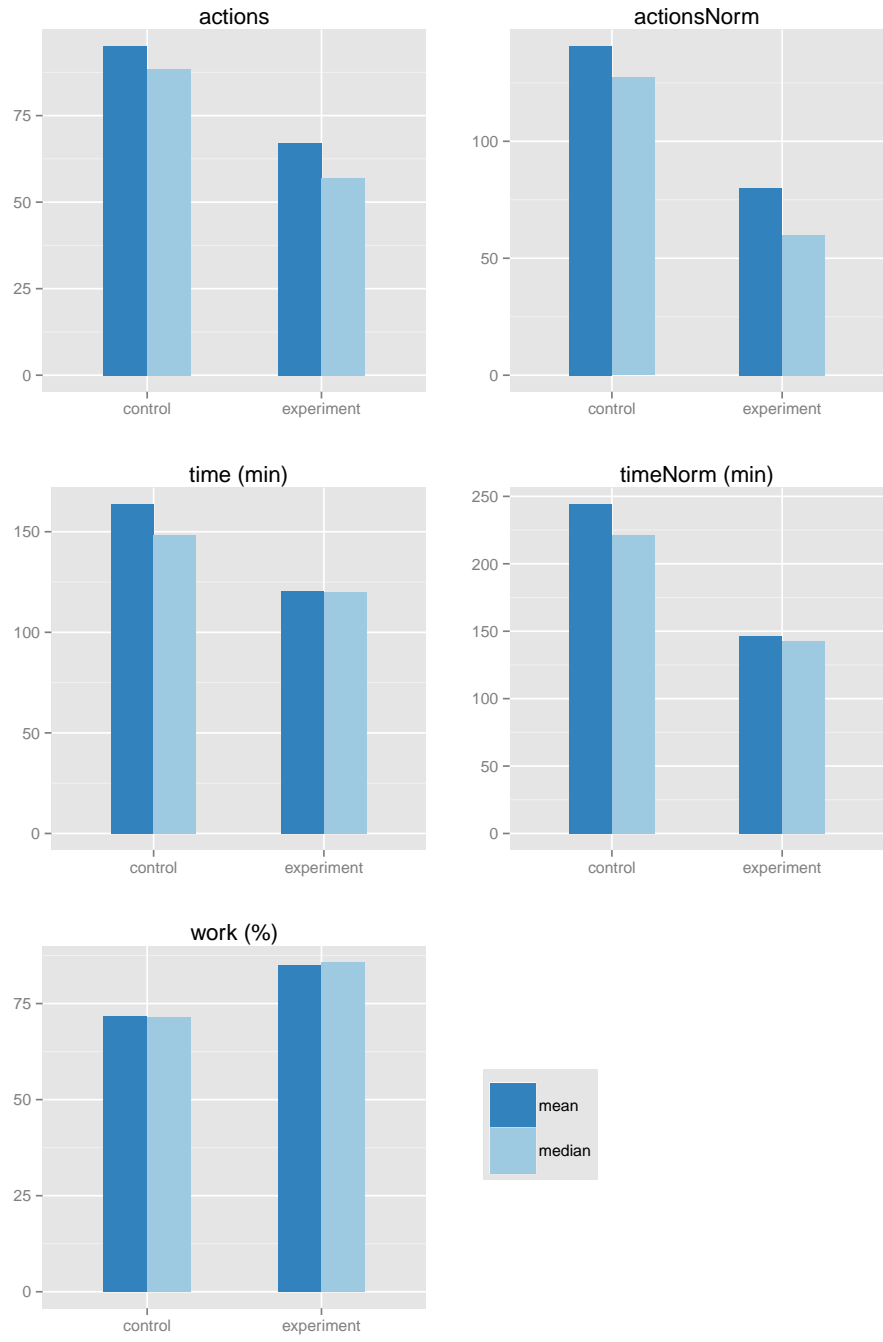 actions
75
50
25
0
control experiment
actionsNorm
100
50
0
control experiment
time (min)
150
100
50
0
control experiment
timeNorm (min)
250
200
150
100
50
0
control experiment
work (%)
75
50
25
0
control experiment
mean
median